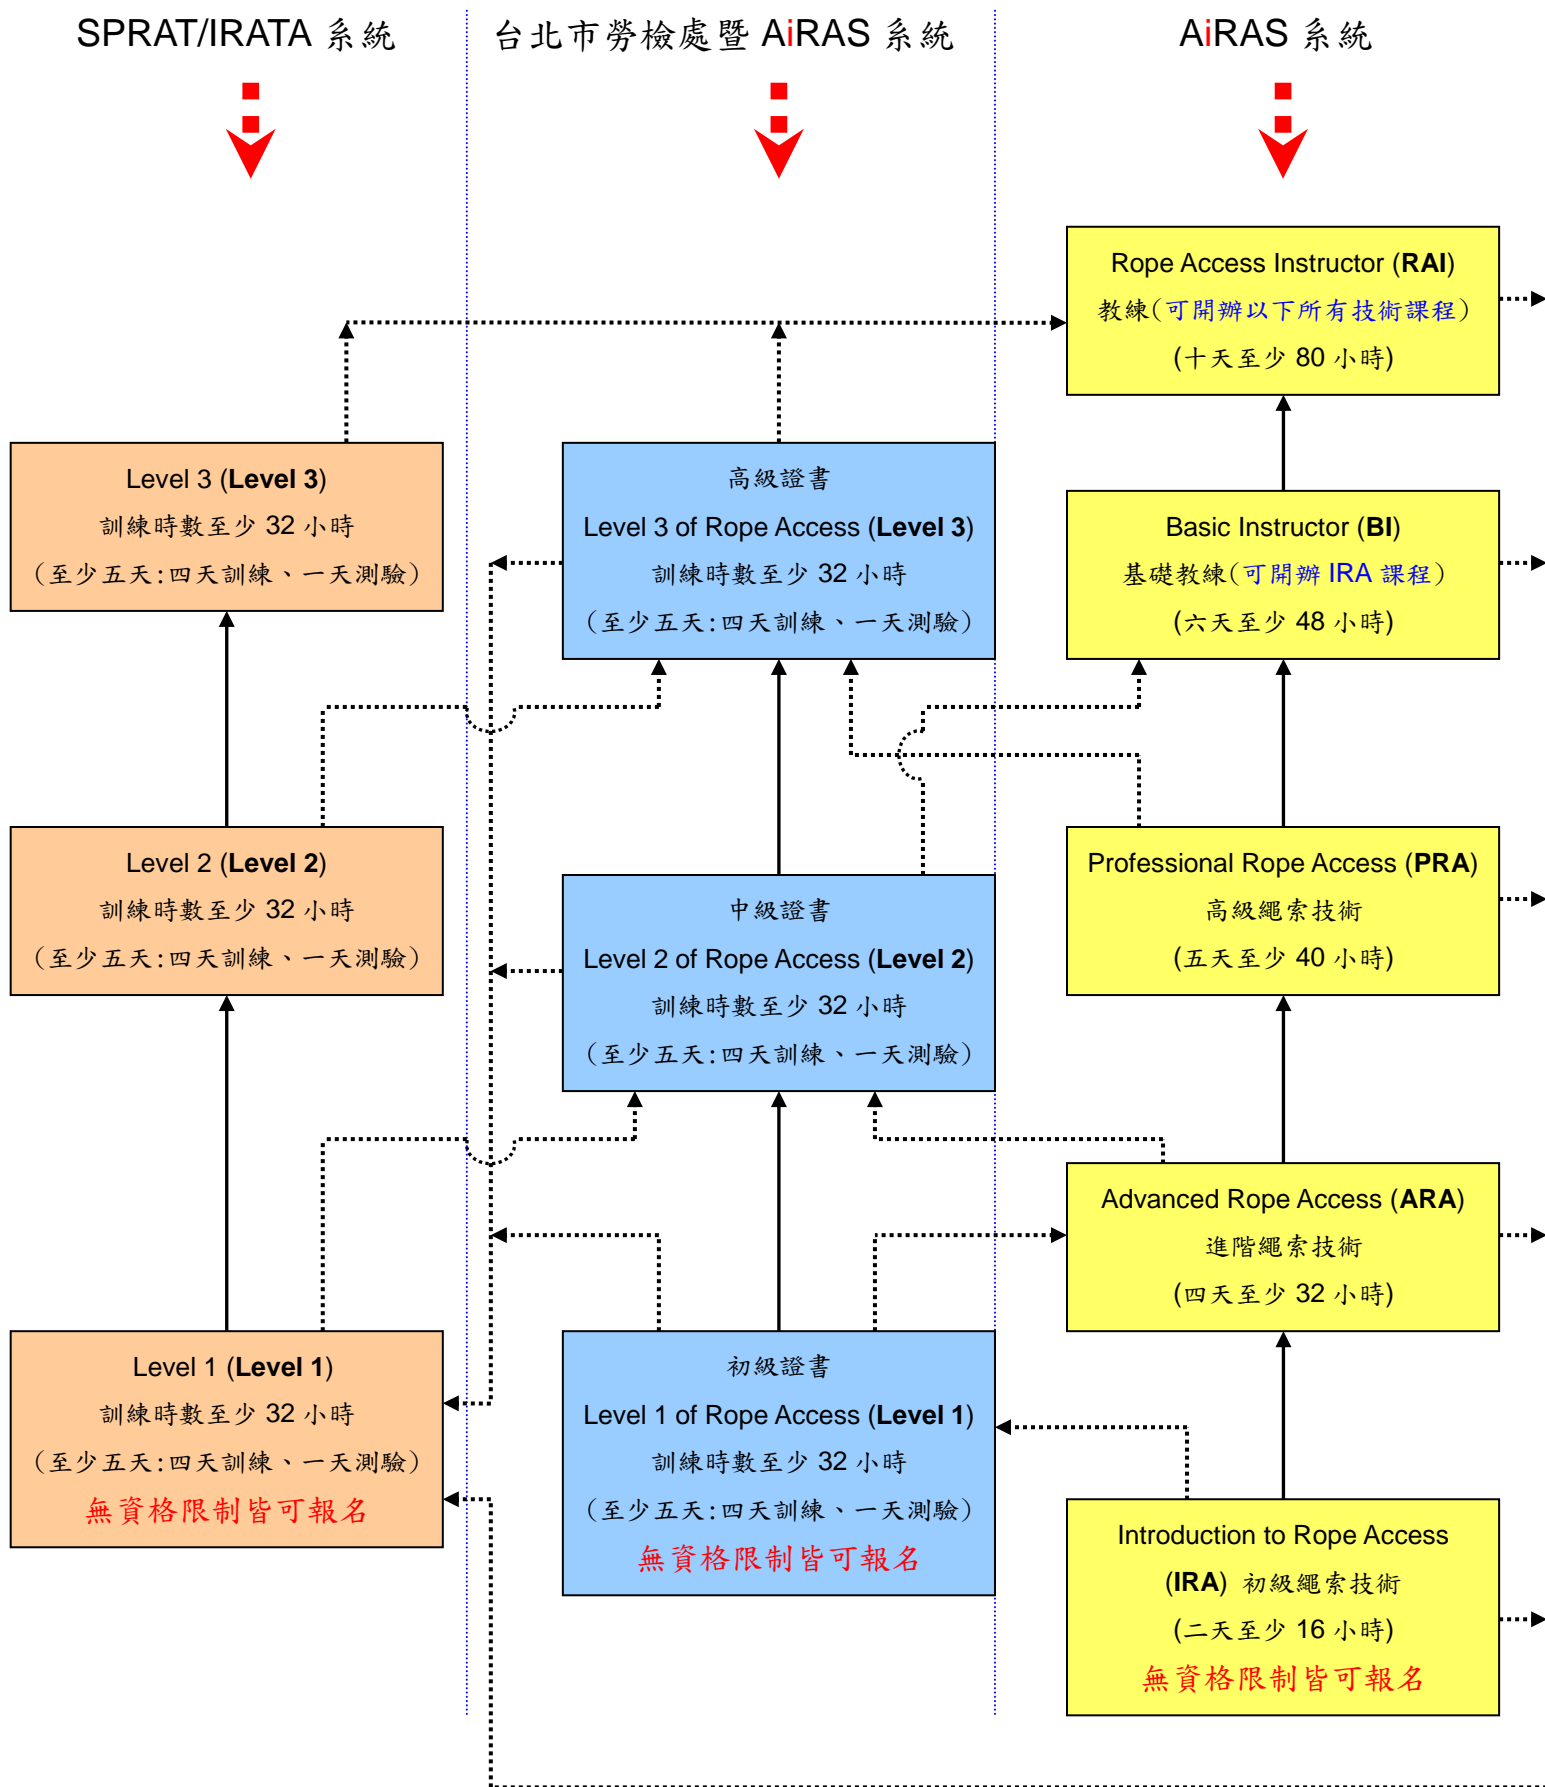 SPRAT/IRATA 系統
台北市勞檢處暨 AiRAS 系統
AiRAS 系統
Rope Access Instructor (RAI)
教練(可開辦以下所有技術課程)
(十天至少 80 小時)
Level 3 (Level 3)
訓練時數至少 32 小時
(至少五天:四天訓練、一天測驗)
高級證書
Level 3 of Rope Access (Level 3)
訓練時數至少 32 小時
(至少五天:四天訓練、一天測驗)
Basic Instructor (BI)
基礎教練(可開辦 IRA 課程)
(六天至少 48 小時)
Level 2 (Level 2)
訓練時數至少 32 小時
(至少五天:四天訓練、一天測驗)
中級證書
Level 2 of Rope Access (Level 2)
訓練時數至少 32 小時
(至少五天:四天訓練、一天測驗)
Professional Rope Access (PRA)
高級繩索技術
(五天至少 40 小時)
Advanced Rope Access (ARA)
進階繩索技術
(四天至少 32 小時)
Level 1 (Level 1)
訓練時數至少 32 小時
(至少五天:四天訓練、一天測驗)
無資格限制皆可報名
初級證書
Level 1 of Rope Access (Level 1)
訓練時數至少 32 小時
(至少五天:四天訓練、一天測驗)
無資格限制皆可報名
Introduction to Rope Access
(IRA) 初級繩索技術
(二天至少 16 小時)
無資格限制皆可報名